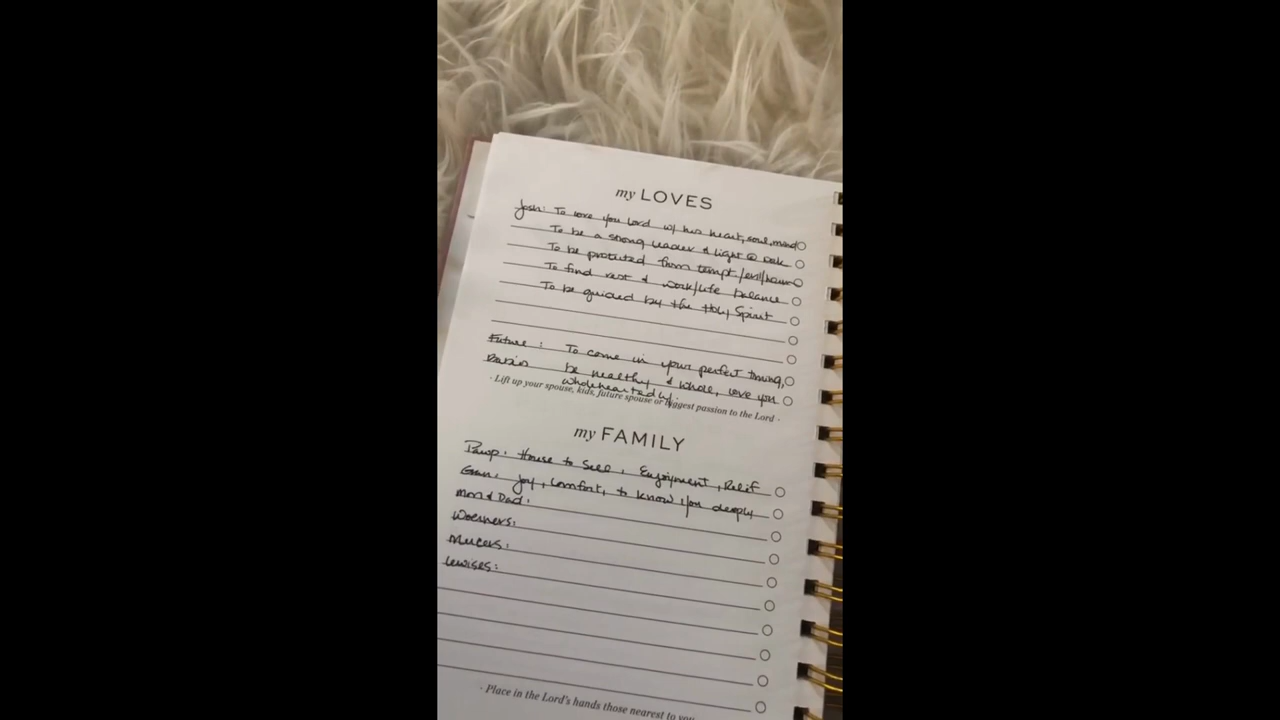 my LOVES
Josh: To love you Lord w/ his heart, soul, mind
To be a strong leader & light @ work
To be protected from tempt/evil/harm
To find rest & work/life balance
To be guided by the Holy Spirit
Future : To come in your perfect timing,
Babies be healthy & whole, love you
wholeheartedly.
- Lift up your spouse, kids, future spouse or biggest passion to the Lord -
my FAMILY
House to Sell, Enjoyment, Relief
Gran: Joy, comfort, to know you deeply
Mom & Dad:
Lewises:
- Place in the Lord's hands those nearest to you